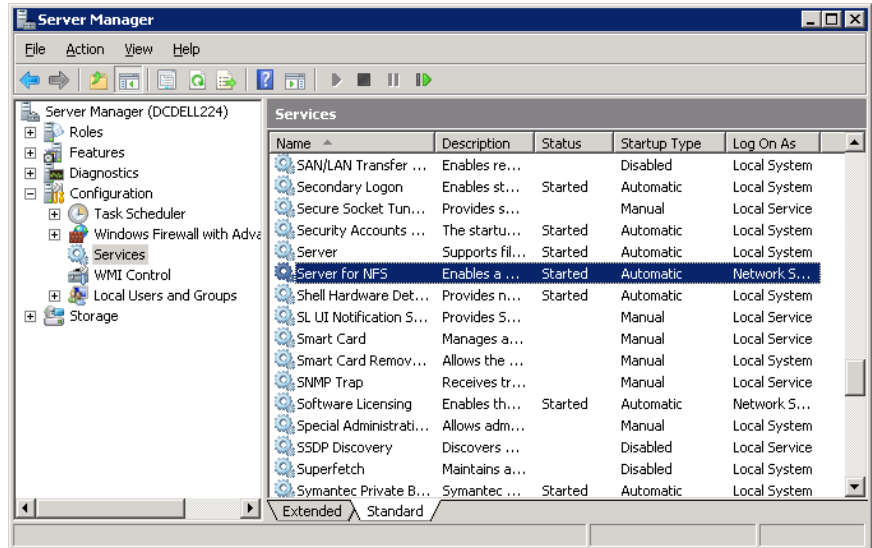 Server Manager
File Action View Help
Server Manager (DCDELL224)
Roles
Features
Diagnostics
Configuration
Task Scheduler
Windows Firewall with Adva
Services
WMI Control
Local Users and Groups
Storage
Services
Name Description Status Startup Type Log On As
SAN/LAN Transfer ... Enables re... Disabled Local System
Secondary Logon Enables st... Started Automatic Local System
Secure Socket Tun... Provides s... Manual Local Service
Security Accounts ... The startu... Started Automatic Local System
Server Supports fil... Started Automatic Local System
Server for NFS Enables a ... Started Automatic Network S...
Shell Hardware Det... Provides n... Started Automatic Local System
SL UI Notification S... Provides S... Manual Local Service
Smart Card Manages a... Manual Local Service
Smart Card Remov... Allows the ... Manual Local System
SNMP Trap Receives tr... Manual Local Service
Software Licensing Enables th... Started Automatic Network S...
Special Administrati... Allows adm... Manual Local System
SSDP Discovery Discovers ... Disabled Local Service
Superfetch Maintains a... Disabled Local System
Symantec Private B... Symantec ... Started Automatic Local System
Extended Standard